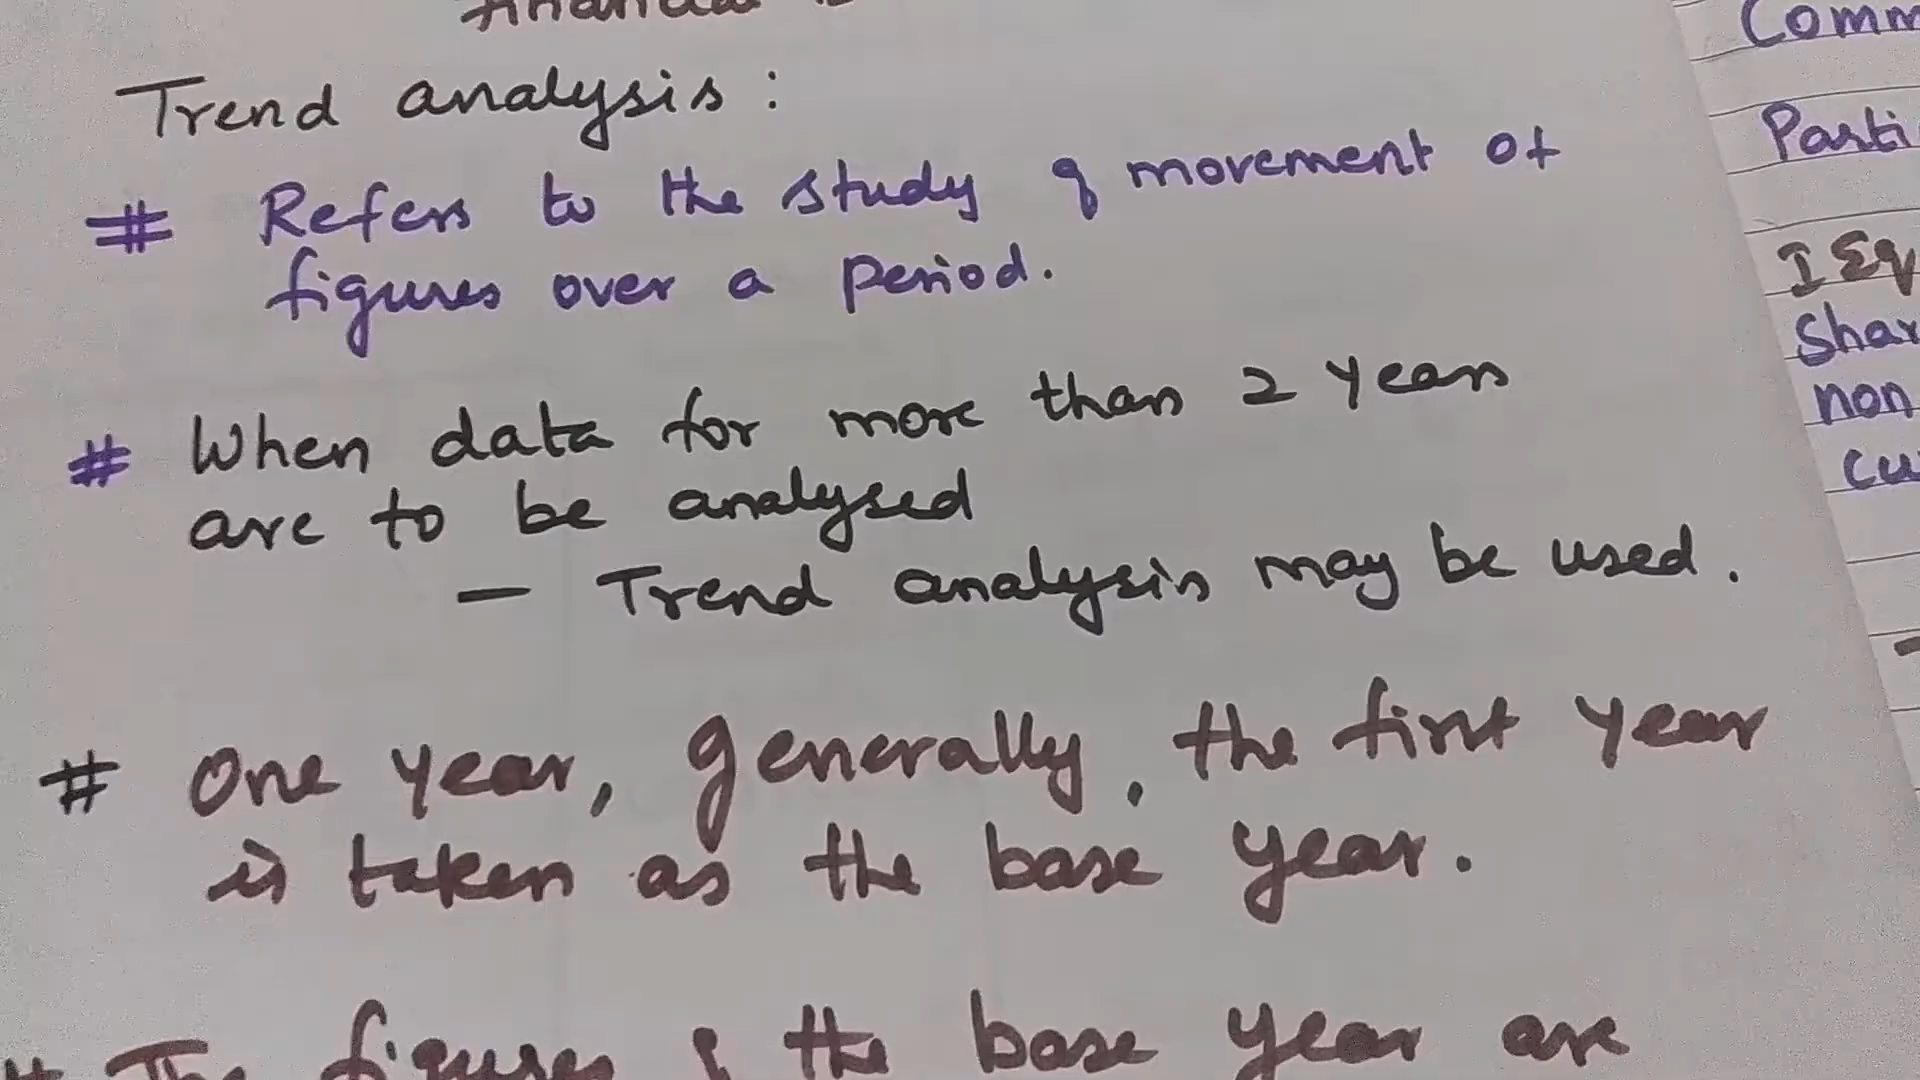 Trend analysis :
# Refers to the study of movement of
figures over a period.
# When data for more than 2 years
are to be analysed
— Trend analysis may be used.
# One year, generally, the first year
is taken as the base year.
# The figures of the base year are
Comm
Parti
I Eq
Shar
non
cu